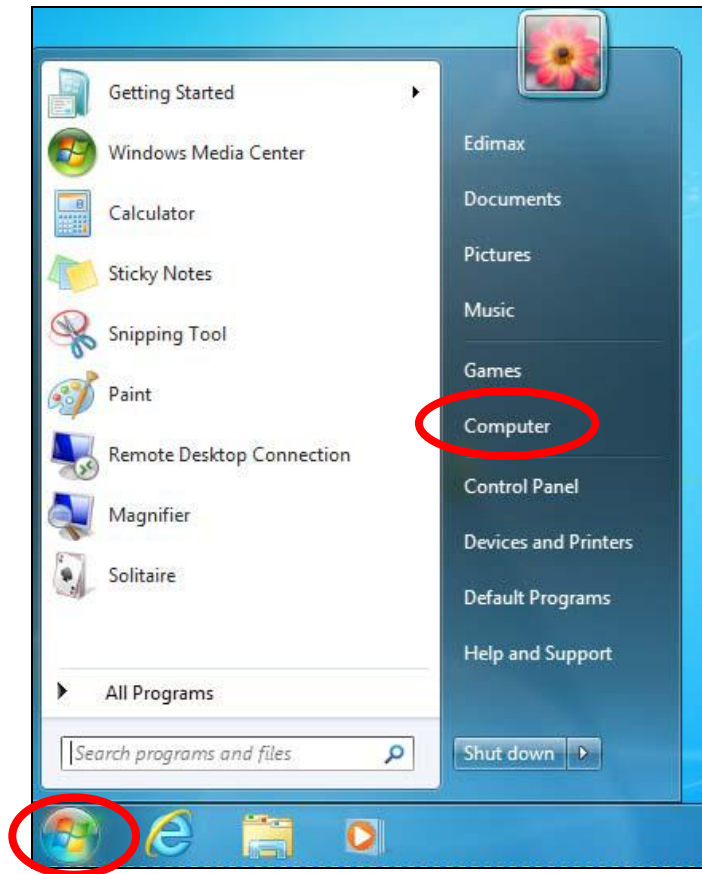 Getting Started
Windows Media Center
Calculator
Sticky Notes
Snipping Tool
Paint
Remote Desktop Connection
Magnifier
Solitaire
All Programs
Search programs and files
Edimax
Documents
Pictures
Music
Games
Computer
Control Panel
Devices and Printers
Default Programs
Help and Support
Shut down